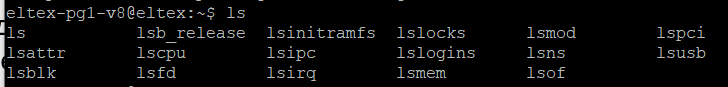 eltex-pg1-v8@eltex:~$ ls
ls lsb_release lsinitramfs lslocks lsmod lspci
lsattr lscpu lsipc lslogins lsns lsusb
lsblk lsfd lsirq lsmem lsof